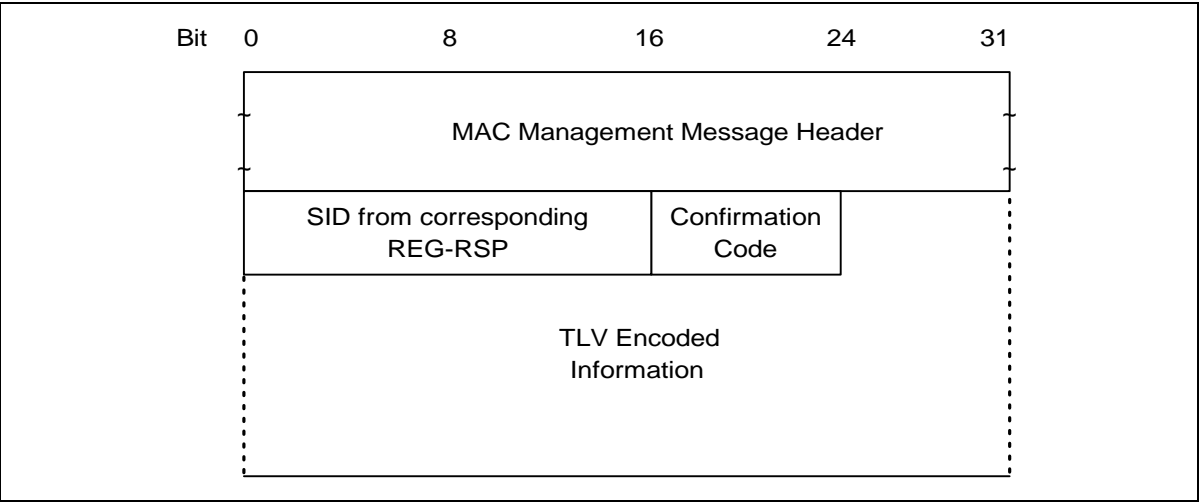 Bit 0 8 16 24 31
MAC Management Message Header
SID from corresponding
REG-RSP
Confirmation
Code
TLV Encoded
Information